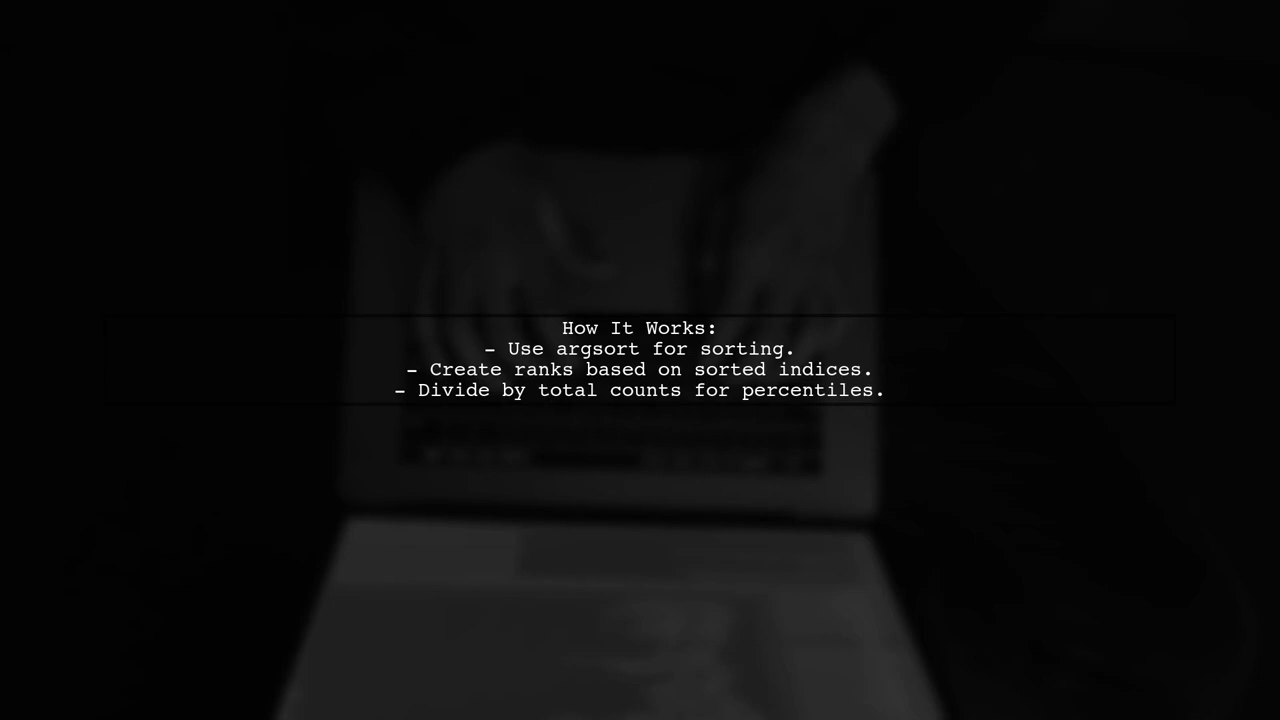 How It Works:
- Use argsort for sorting.
- Create ranks based on sorted indices.
- Divide by total counts for percentiles.